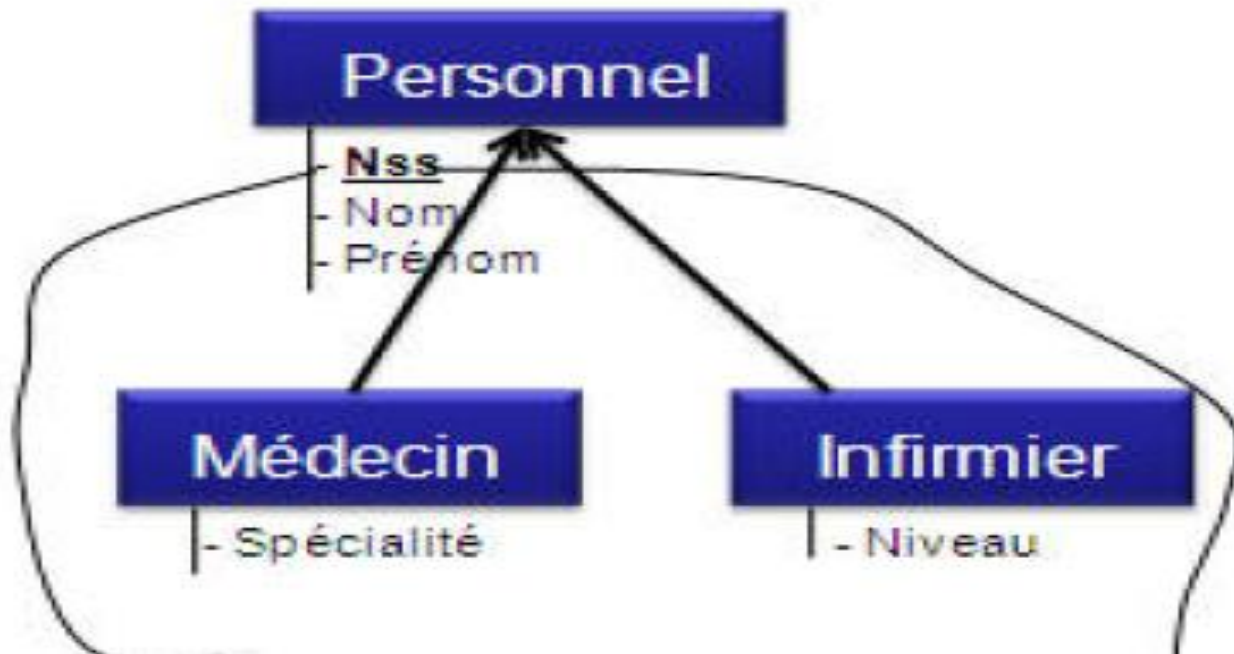 Personnel
- Nss
- Nom
- Prénom
Médecin
Infirmier
- Spécialité
- Niveau